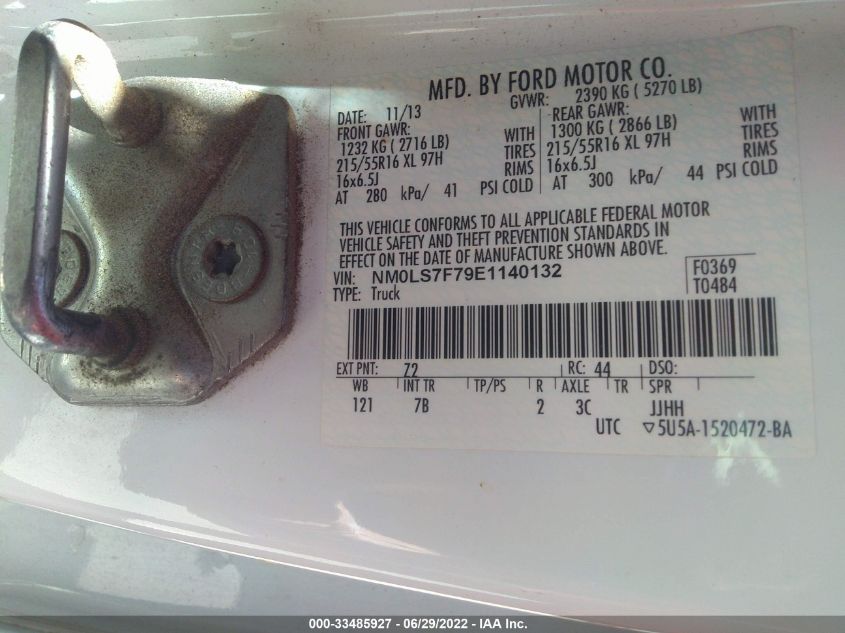 MFD. BY FORD MOTOR CO.
DATE: 11/13 GVWR: 2390 KG ( 5270 LB)
FRONT GAWR: REAR GAWR:
1232 KG ( 2716 LB) WITH 1300 KG ( 2866 LB) WITH
215/55R16 XL 97H TIRES 215/55R16 XL 97H TIRES
16x6.5J RIMS 16x6.5J RIMS
AT 280 kPa/ 41 PSI COLD AT 300 kPa/ 44 PSI COLD
THIS VEHICLE CONFORMS TO ALL APPLICABLE FEDERAL MOTOR
VEHICLE SAFETY AND THEFT PREVENTION STANDARDS IN
EFFECT ON THE DATE OF MANUFACTURE SHOWN ABOVE.
VIN: NM0LS7F79E1140132 F0369
TYPE: Truck T0484
EXT PNT: 72 RC: 44 DSO:
WB INT TR TP/PS R AXLE TR SPR
121 7B 2 3C JJHH
UTC ▽5U5A-1520472-BA
000-33485927 - 06/29/2022 - IAA Inc.